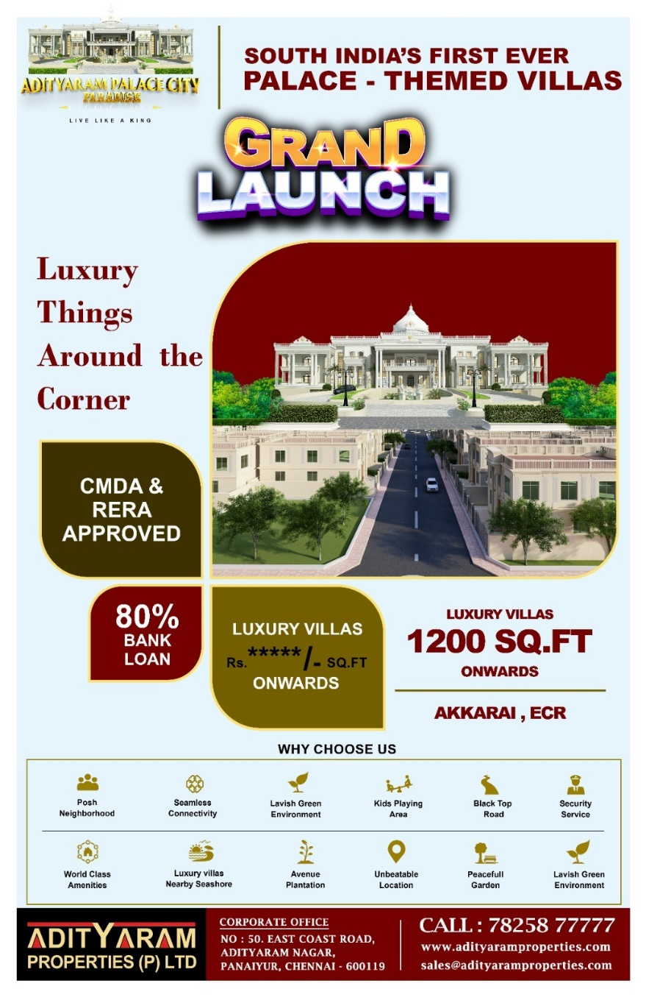 ADITYARAM PALACE CITY
PARADISE
LIVE LIKE A KING
SOUTH INDIA'S FIRST EVER
PALACE - THEMED VILLAS
GRAND
LAUNCH
Luxury
Things
Around the
Corner
CMDA &
RERA
APPROVED
80%
BANK
LOAN
LUXURY VILLAS
Rs.*****/- SQ.FT
ONWARDS
LUXURY VILLAS
1200 SQ.FT
ONWARDS
AKKARAI , ECR
WHY CHOOSE US
Posh
Neighborhood
Seamless
Connectivity
Lavish Green
Environment
Kids Playing
Area
Black Top
Road
Security
Service
World Class
Amenities
Luxury villas
Nearby Seashore
Avenue
Plantation
Unbeatable
Location
Peacefull
Garden
Lavish Green
Environment
ADITYARAM
PROPERTIES (P) LTD
CORPORATE OFFICE
NO : 50. EAST COAST ROAD,
ADITYARAM NAGAR,
PANAIYUR, CHENNAI - 600119
CALL : 78258 77777
www.adityaramproperties.com
sales@adityaramproperties.com